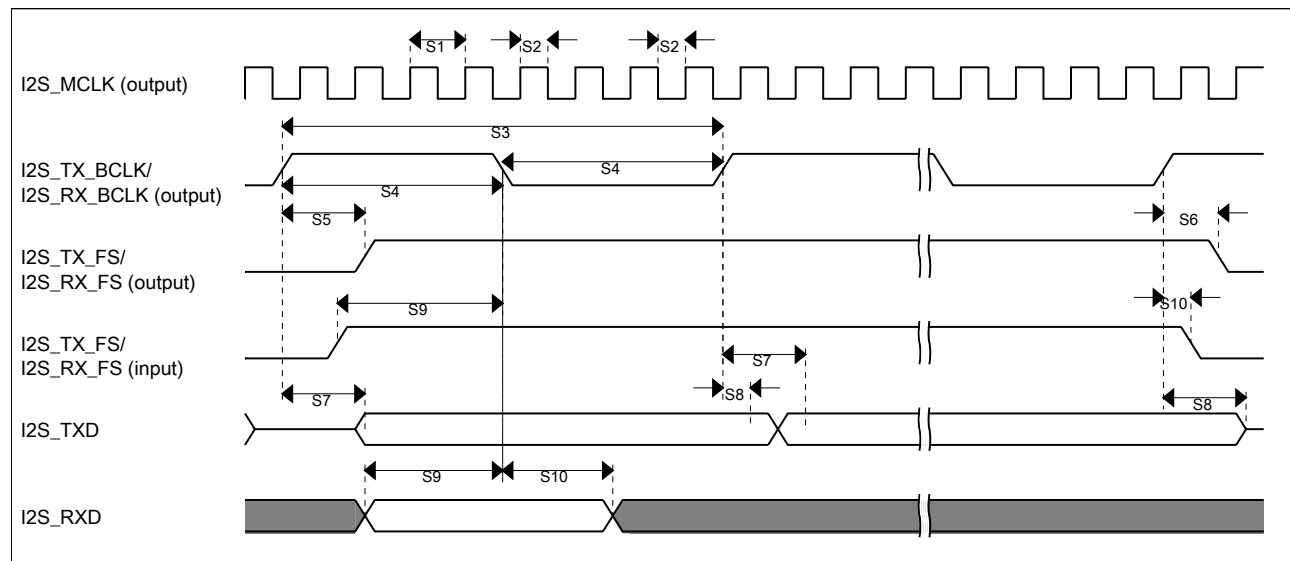 S1
S2
S2
I2S_MCLK (output)
S3
I2S_TX_BCLK/
I2S_RX_BCLK (output)
S4
S4
S5
S6
I2S_TX_FS/
I2S_RX_FS (output)
S9
S10
I2S_TX_FS/
I2S_RX_FS (input)
S7
S7
S8
S8
I2S_TXD
S9
S10
I2S_RXD